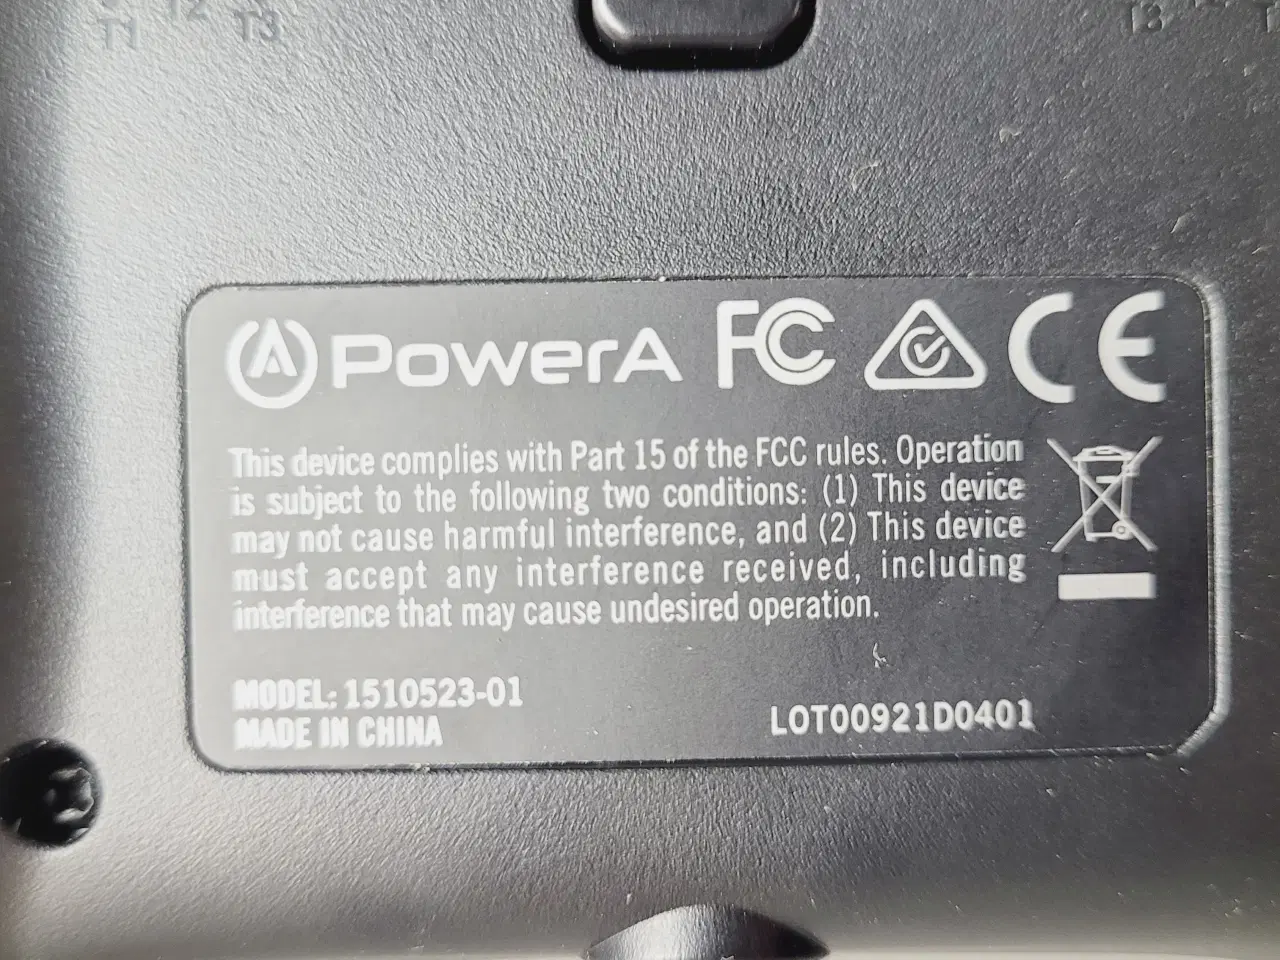 T1 T2 T3
T3
PowerA FC CE
This device complies with Part 15 of the FCC rules. Operation
is subject to the following two conditions: (1) This device
may not cause harmful interference, and (2) This device
must accept any interference received, including
interference that may cause undesired operation.
MODEL: 1510523-01
MADE IN CHINA
LOT00921D0401